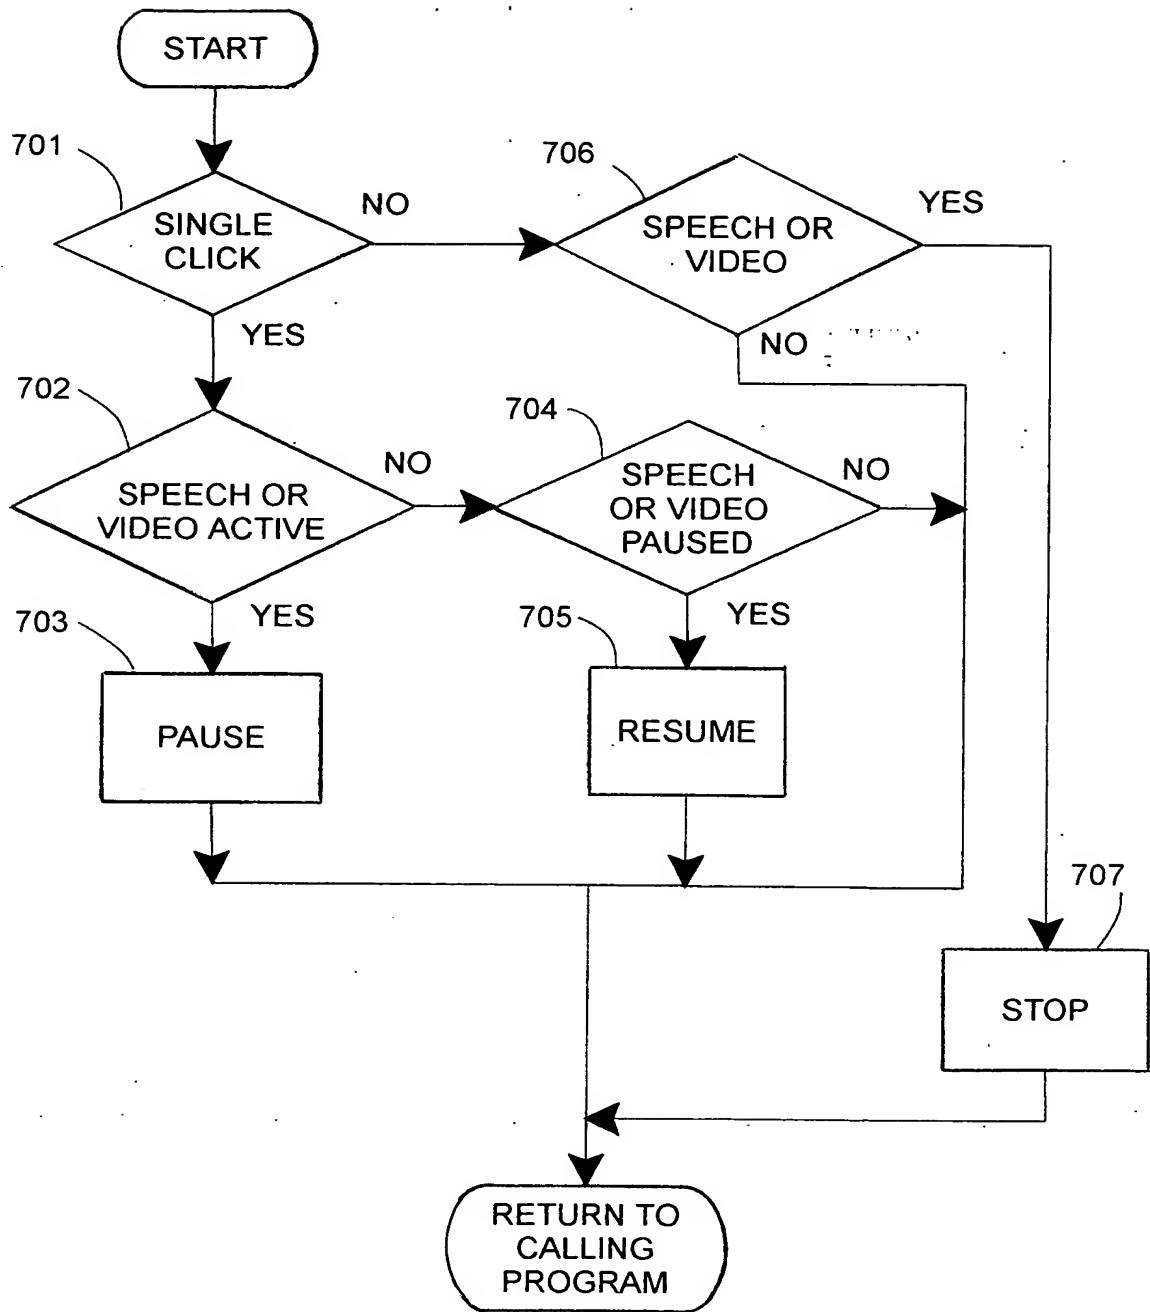 START
701
SINGLE
CLICK
NO
YES
706
SPEECH OR
VIDEO
YES
NO
702
SPEECH OR
VIDEO ACTIVE
NO
YES
704
SPEECH
OR VIDEO
PAUSED
NO
YES
703
PAUSE
705
RESUME
707
STOP
RETURN TO
CALLING
PROGRAM